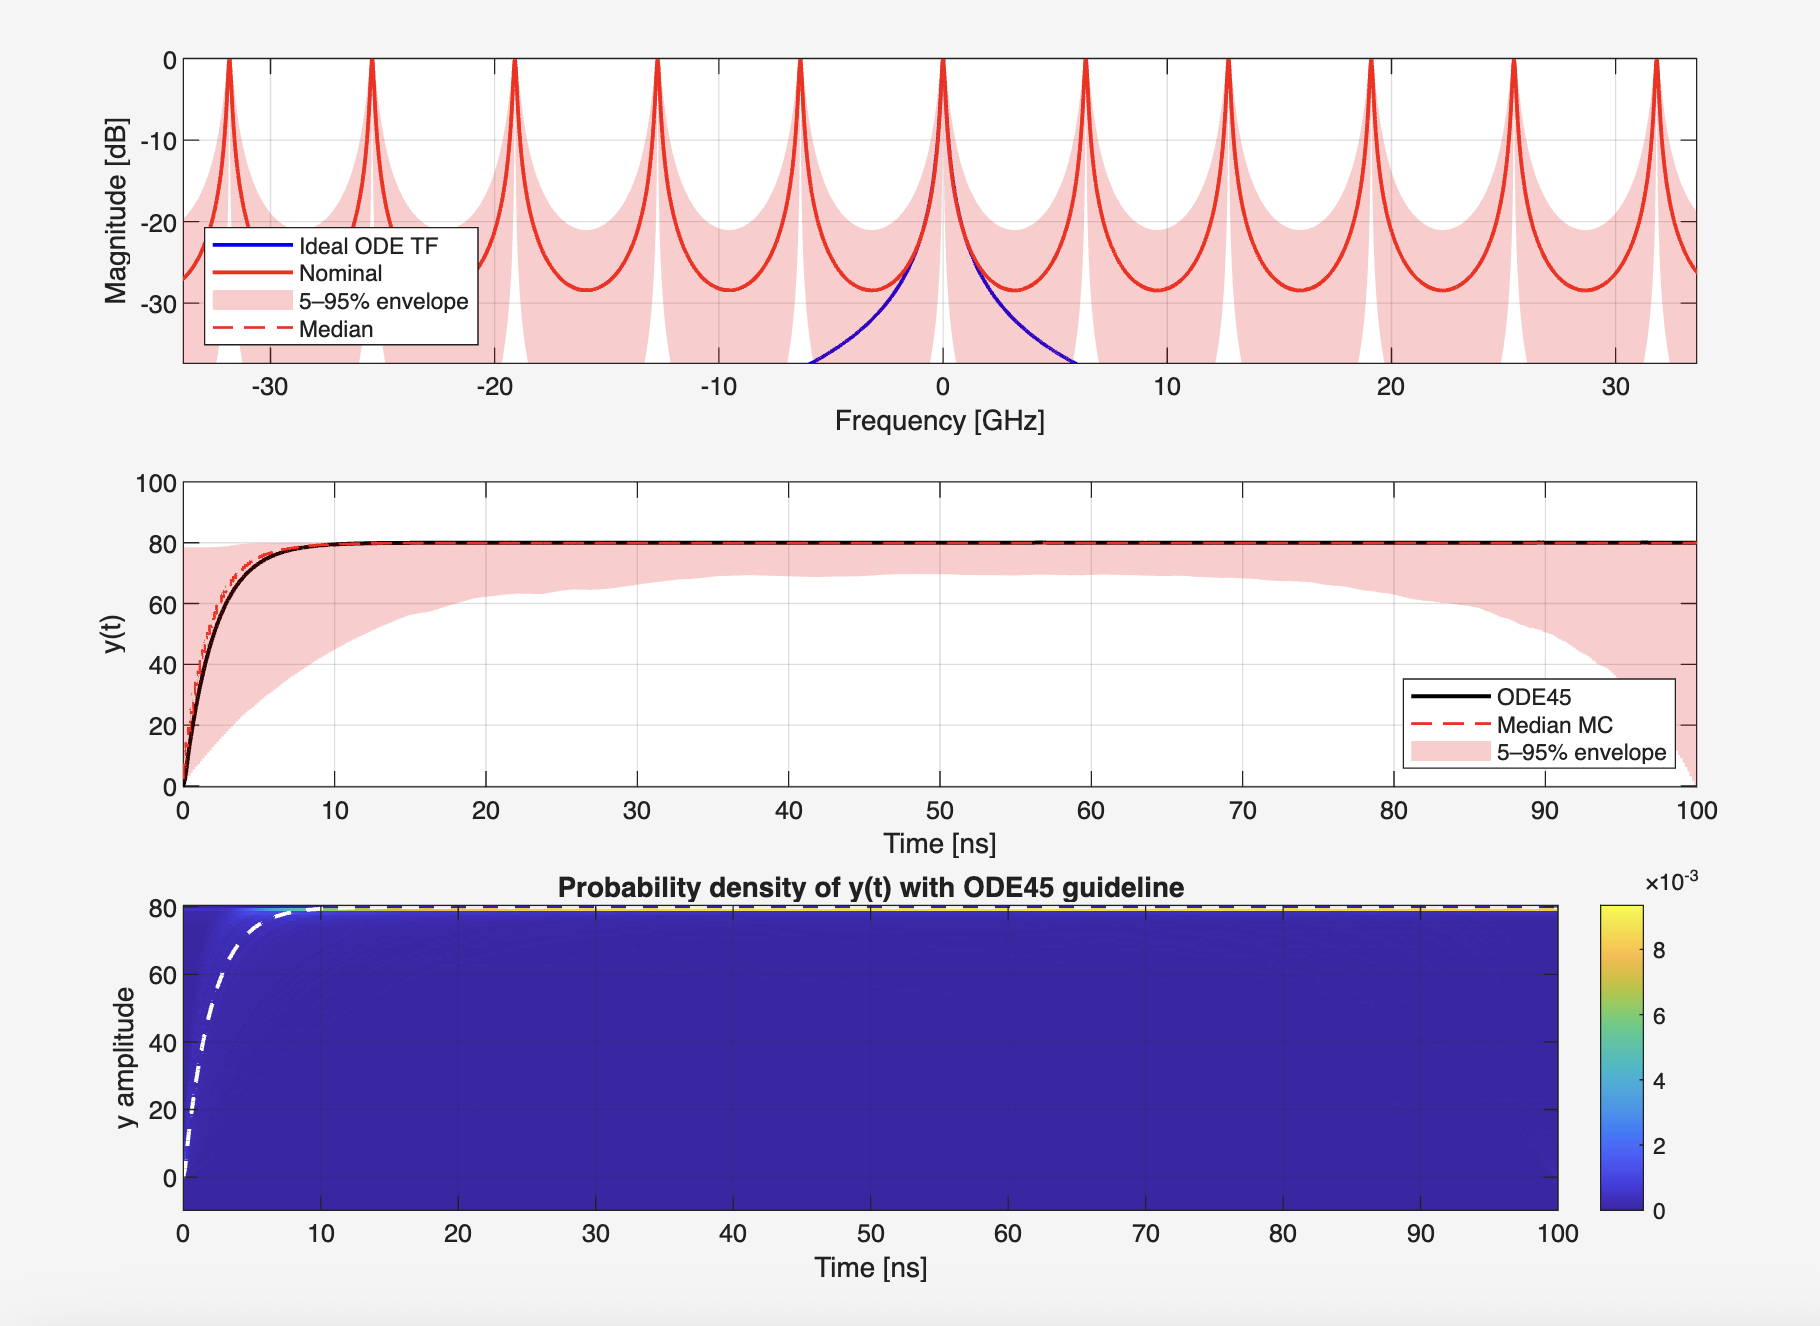 0
-10
-20
-30
Magnitude [dB]
Ideal ODE TF
Nominal
5–95% envelope
Median
-30 -20 -10 0 10 20 30
Frequency [GHz]
100
80
60
40
20
0
y(t)
ODE45
Median MC
5–95% envelope
0 10 20 30 40 50 60 70 80 90 100
Time [ns]
Probability density of y(t) with ODE45 guideline
80
60
40
20
0
y amplitude
0 10 20 30 40 50 60 70 80 90 100
Time [ns]
×10-3
8
6
4
2
0